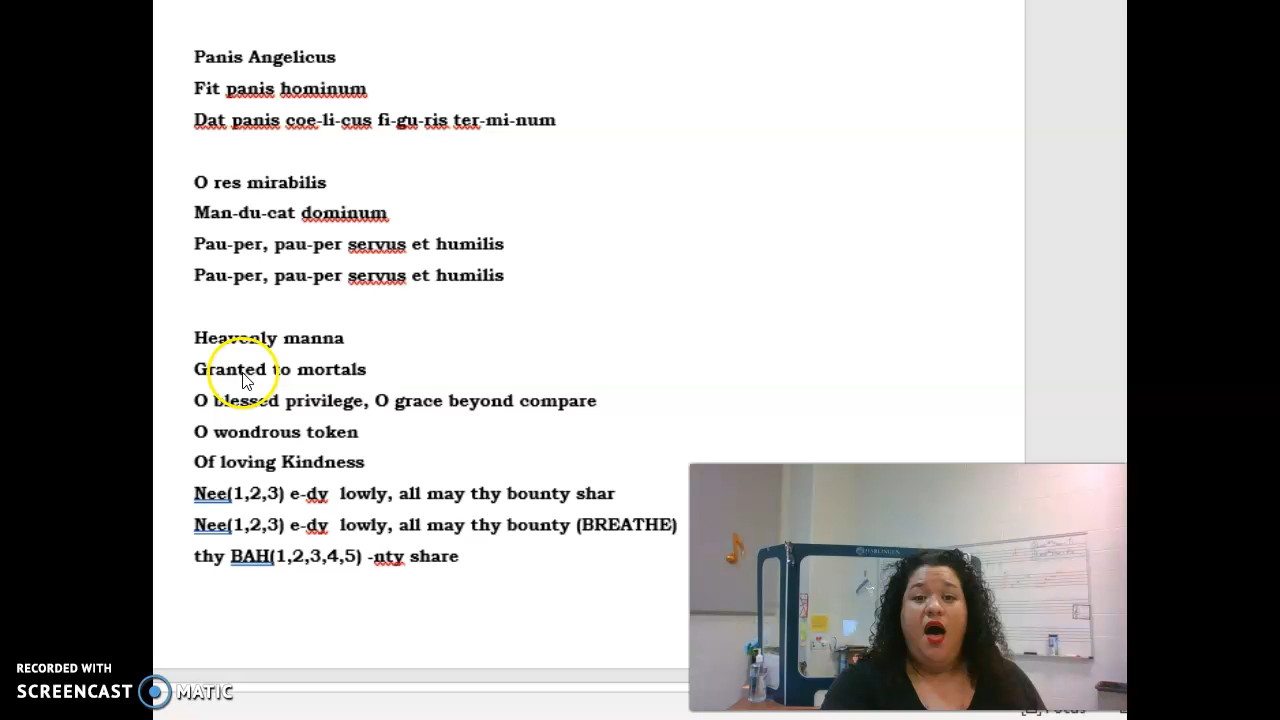 Panis Angelicus
Fit panis hominum
Dat panis coe-li-cus fi-gu-ris ter-mi-num
O res mirabilis
Man-du-cat dominum
Pau-per, pau-per servus et humilis
Pau-per, pau-per servus et humilis
Heavenly manna
Granted to mortals
O blessed privilege, O grace beyond compare
O wondrous token
Of loving Kindness
Nee(1,2,3) e-dy lowly, all may thy bounty shar
Nee(1,2,3) e-dy lowly, all may thy bounty (BREATHE)
thy BAH(1,2,3,4,5) -nty share
RECORDED WITH
SCREENCAST MATIC